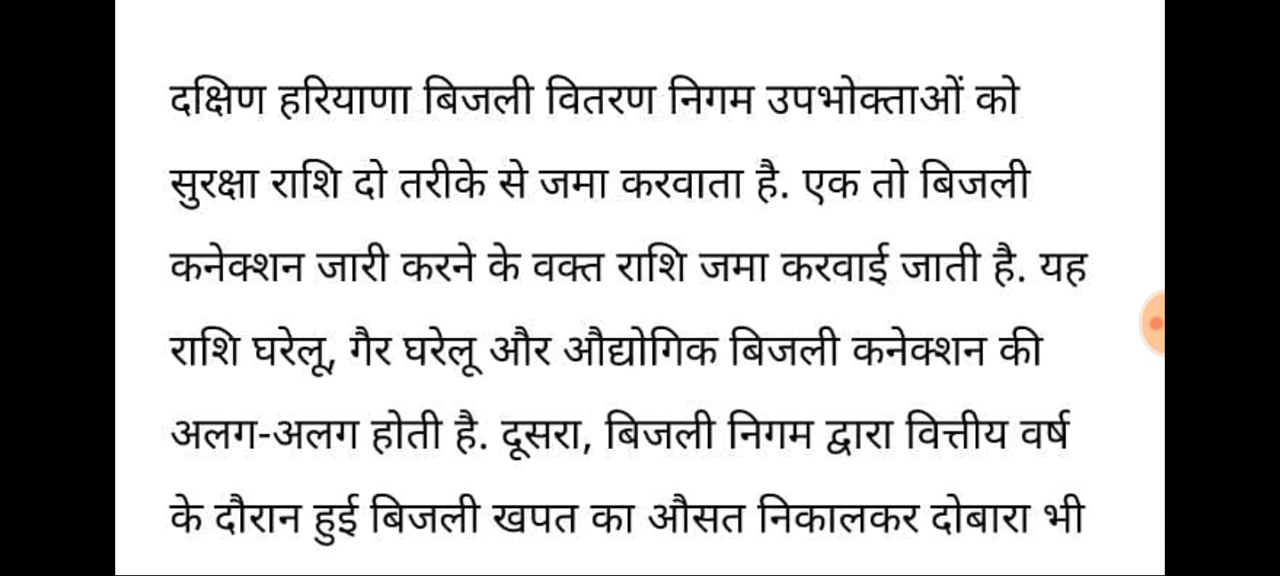 दक्षिण हरियाणा बिजली वितरण निगम उपभोक्ताओं को
सुरक्षा राशि दो तरीके से जमा करवाता है. एक तो बिजली
कनेक्शन जारी करने के वक्त राशि जमा करवाई जाती है. यह
राशि घरेलू, गैर घरेलू और औद्योगिक बिजली कनेक्शन की
अलग-अलग होती है. दूसरा, बिजली निगम द्वारा वित्तीय वर्ष
के दौरान हुई बिजली खपत का औसत निकालकर दोबारा भी